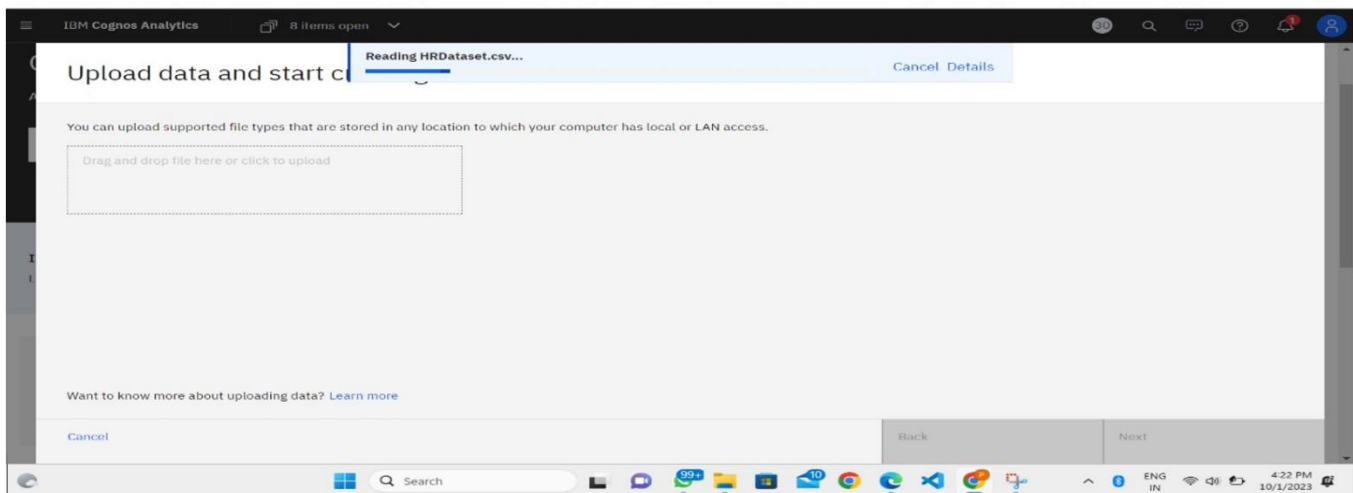 IBM Cognos Analytics 8 items open 30 1
Reading HRDataset.csv...
Cancel Details
Upload data and start c
You can upload supported file types that are stored in any location to which your computer has local or LAN access.
Drag and drop file here or click to upload
Want to know more about uploading data? Learn more
Cancel Back Next
Search 99+ 10 ENG 4:22 PM
IN 10/1/2023